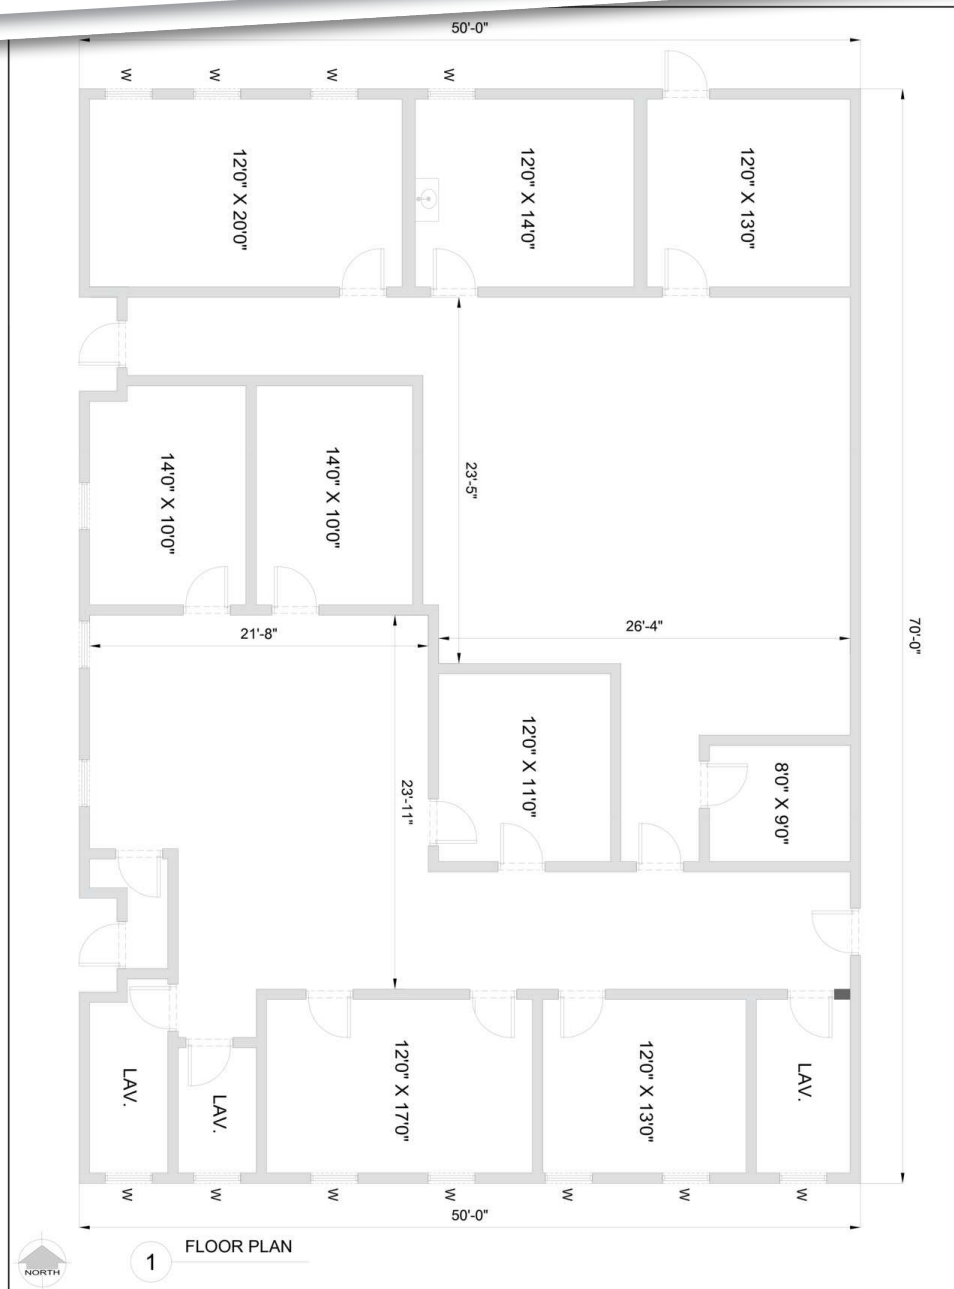 50'-0"
W
W
W
W
12'0" X 20'0"
12'0" X 14'0"
12'0" X 13'0"
23'-5"
14'0" X 10'0"
14'0" X 10'0"
21'-8"
26'-4"
70'-0"
12'0" X 11'0"
23'-11"
8'0" X 9'0"
LAV.
LAV.
12'0" X 17'0"
12'0" X 13'0"
LAV.
W
W
W
W
W
W
W
50'-0"
FLOOR PLAN
1
NORTH